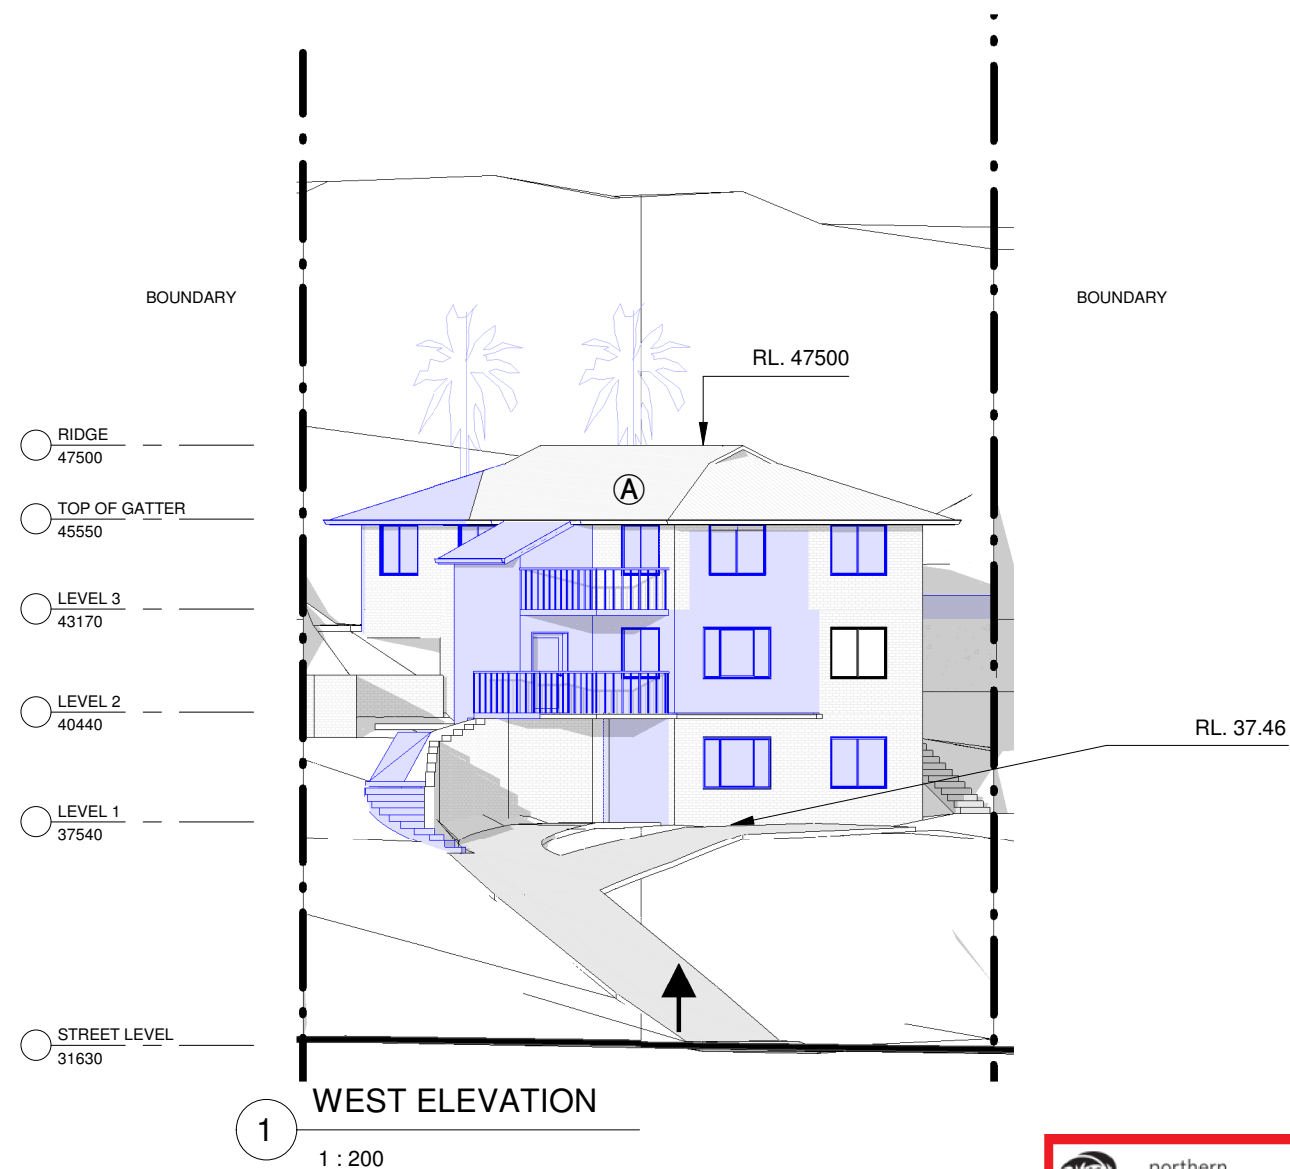 BOUNDARY
BOUNDARY
RL. 47500
RIDGE
47500
A
TOP OF GATTER
45550
LEVEL 3
43170
LEVEL 2
40440
RL. 37.46
LEVEL 1
37540
STREET LEVEL
31630
1
WEST ELEVATION
1 : 200
northern